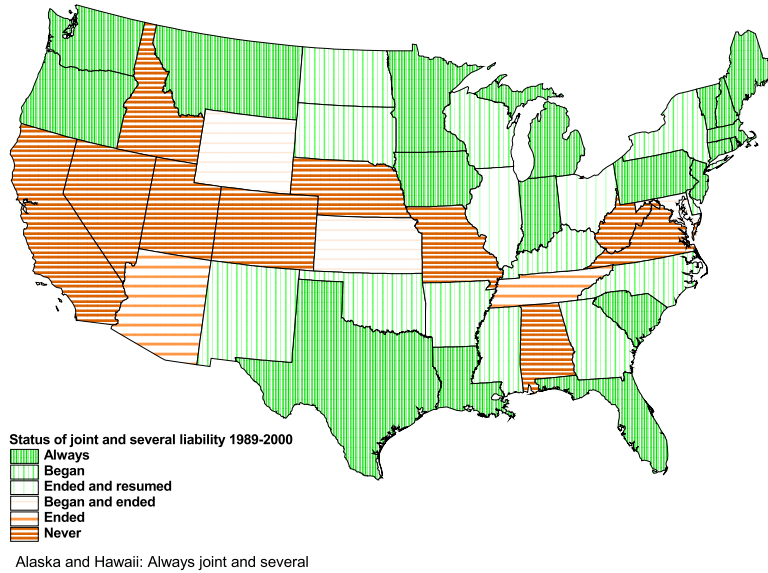 Status of joint and several liability 1989-2000
Always
Began
Ended and resumed
Began and ended
Ended
Never
Alaska and Hawaii: Always joint and several